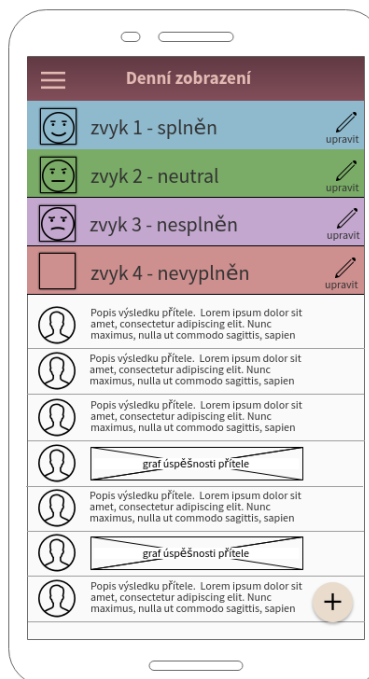 Denní zobrazení
zvyk 1 - splněn
upravit
zvyk 2 - neutral
upravit
zvyk 3 - nesplněn
upravit
zvyk 4 - nevyplněn
upravit
Popis výsledku přítele. Lorem ipsum dolor sit
amet, consectetur adipiscing elit. Nunc
maximus, nulla ut commodo sagittis, sapien
Popis výsledku přítele. Lorem ipsum dolor sit
amet, consectetur adipiscing elit. Nunc
maximus, nulla ut commodo sagittis, sapien
Popis výsledku přítele. Lorem ipsum dolor sit
amet, consectetur adipiscing elit. Nunc
maximus, nulla ut commodo sagittis, sapien
graf úspěšnosti přítele
Popis výsledku přítele. Lorem ipsum dolor sit
amet, consectetur adipiscing elit. Nunc
maximus, nulla ut commodo sagittis, sapien
graf úspěšnosti přítele
Popis výsledku přítele. Lorem ipsum dolor sit
amet, consectetur adipiscing elit. Nunc
maximus, nulla ut commodo sagittis, sapien
+